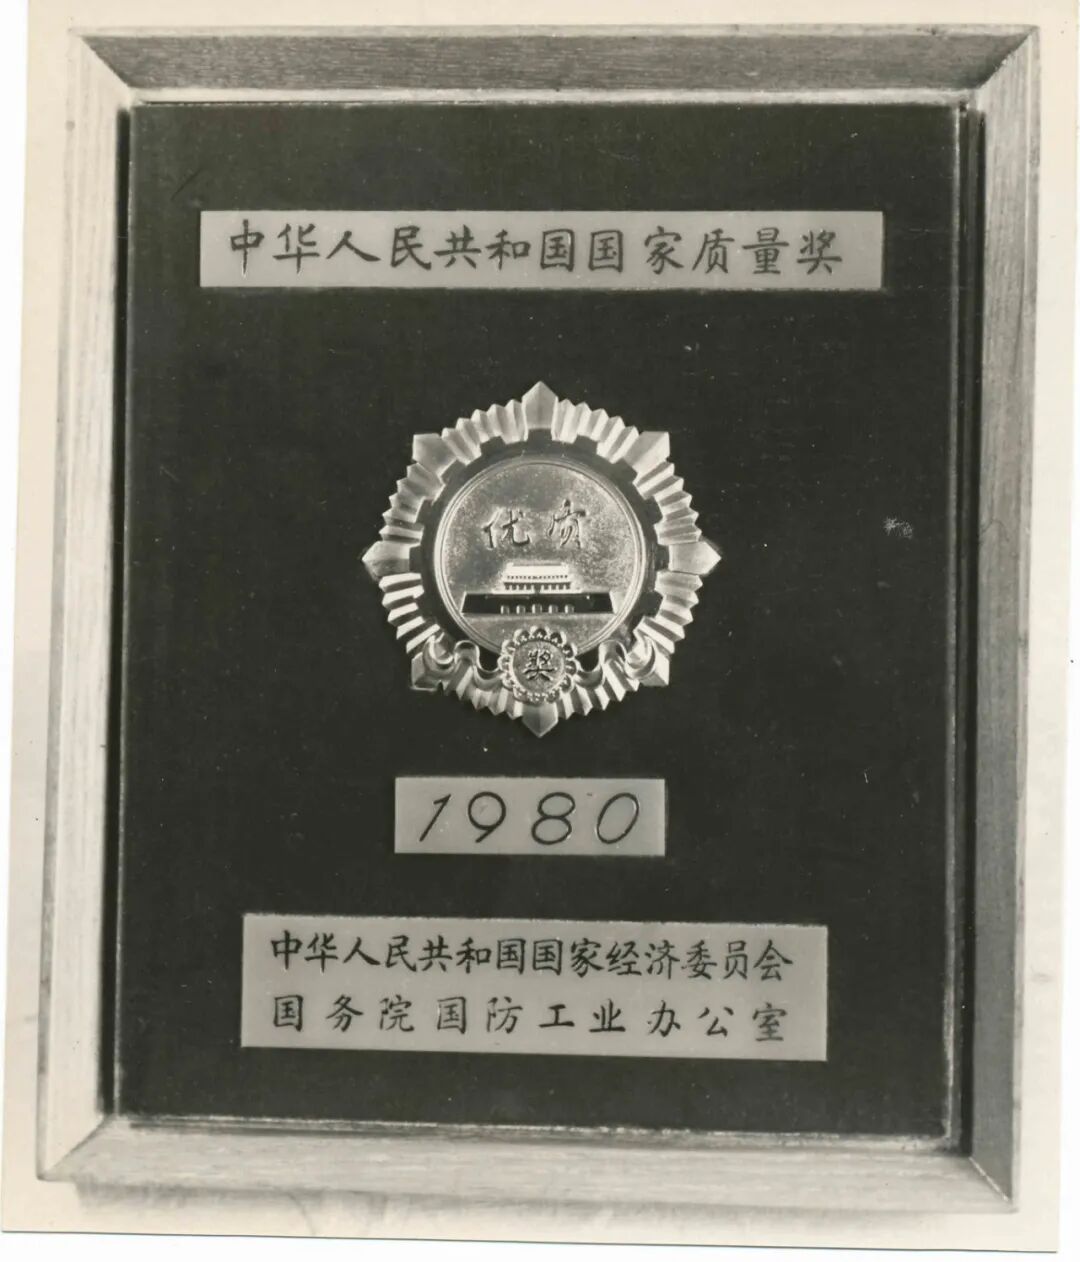 中华人民共和国国家质量奖
优质
奖
1980
中华人民共和国国家经济委员会
国务院国防工业办公室